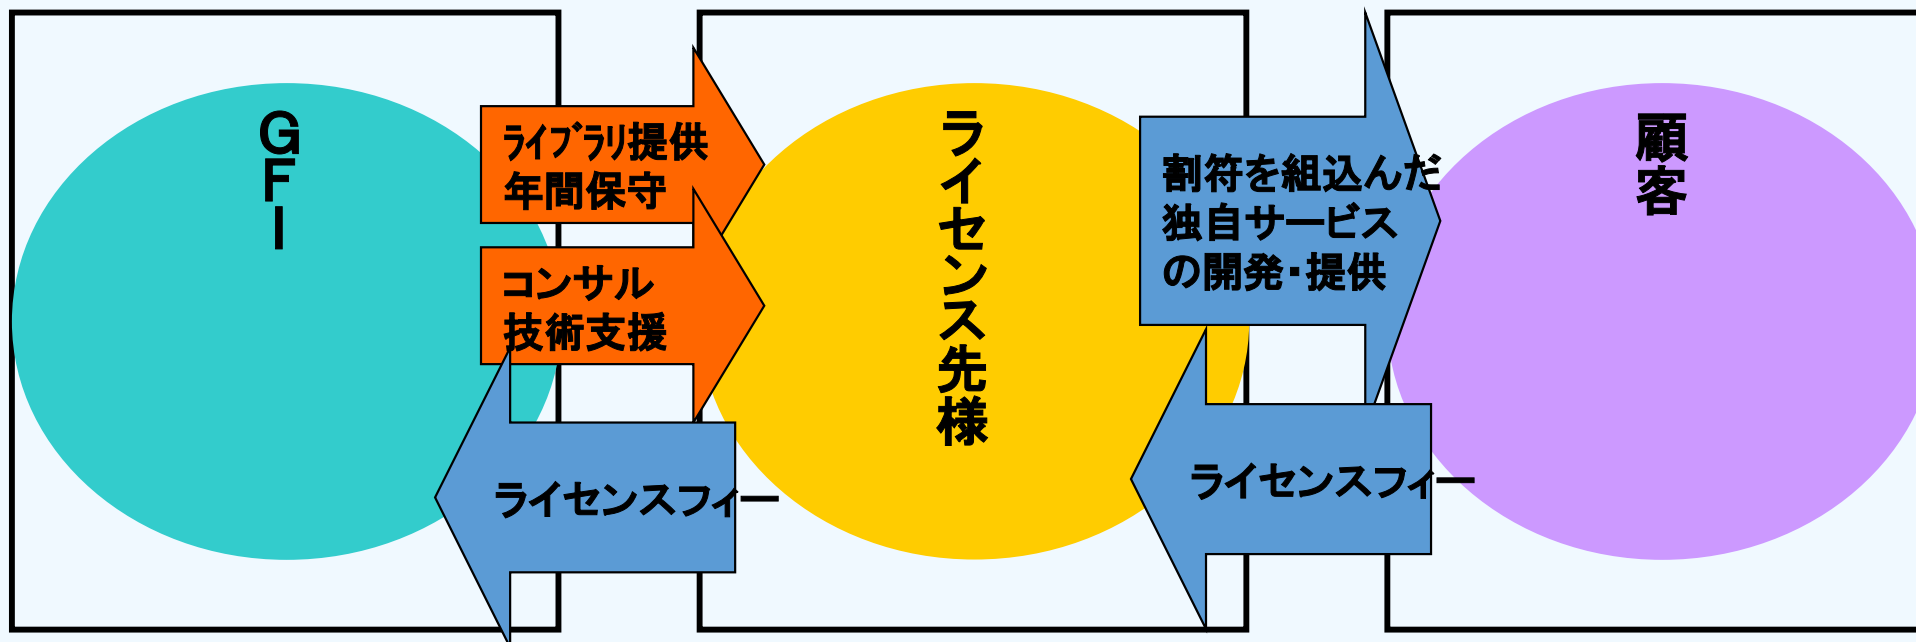 GFI
ライブラリ提供
年間保守
コンサル
技術支援
ライセンスフィー
ライセンス先様
割符を組込んだ
独自サービス
の開発・提供
ライセンスフィー
顧客